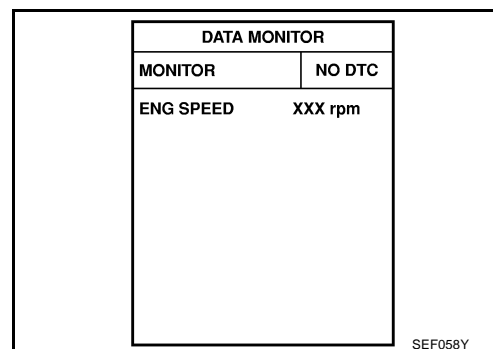 DATA MONITOR
MONITOR NO DTC
ENG SPEED XXX rpm
SEF058Y